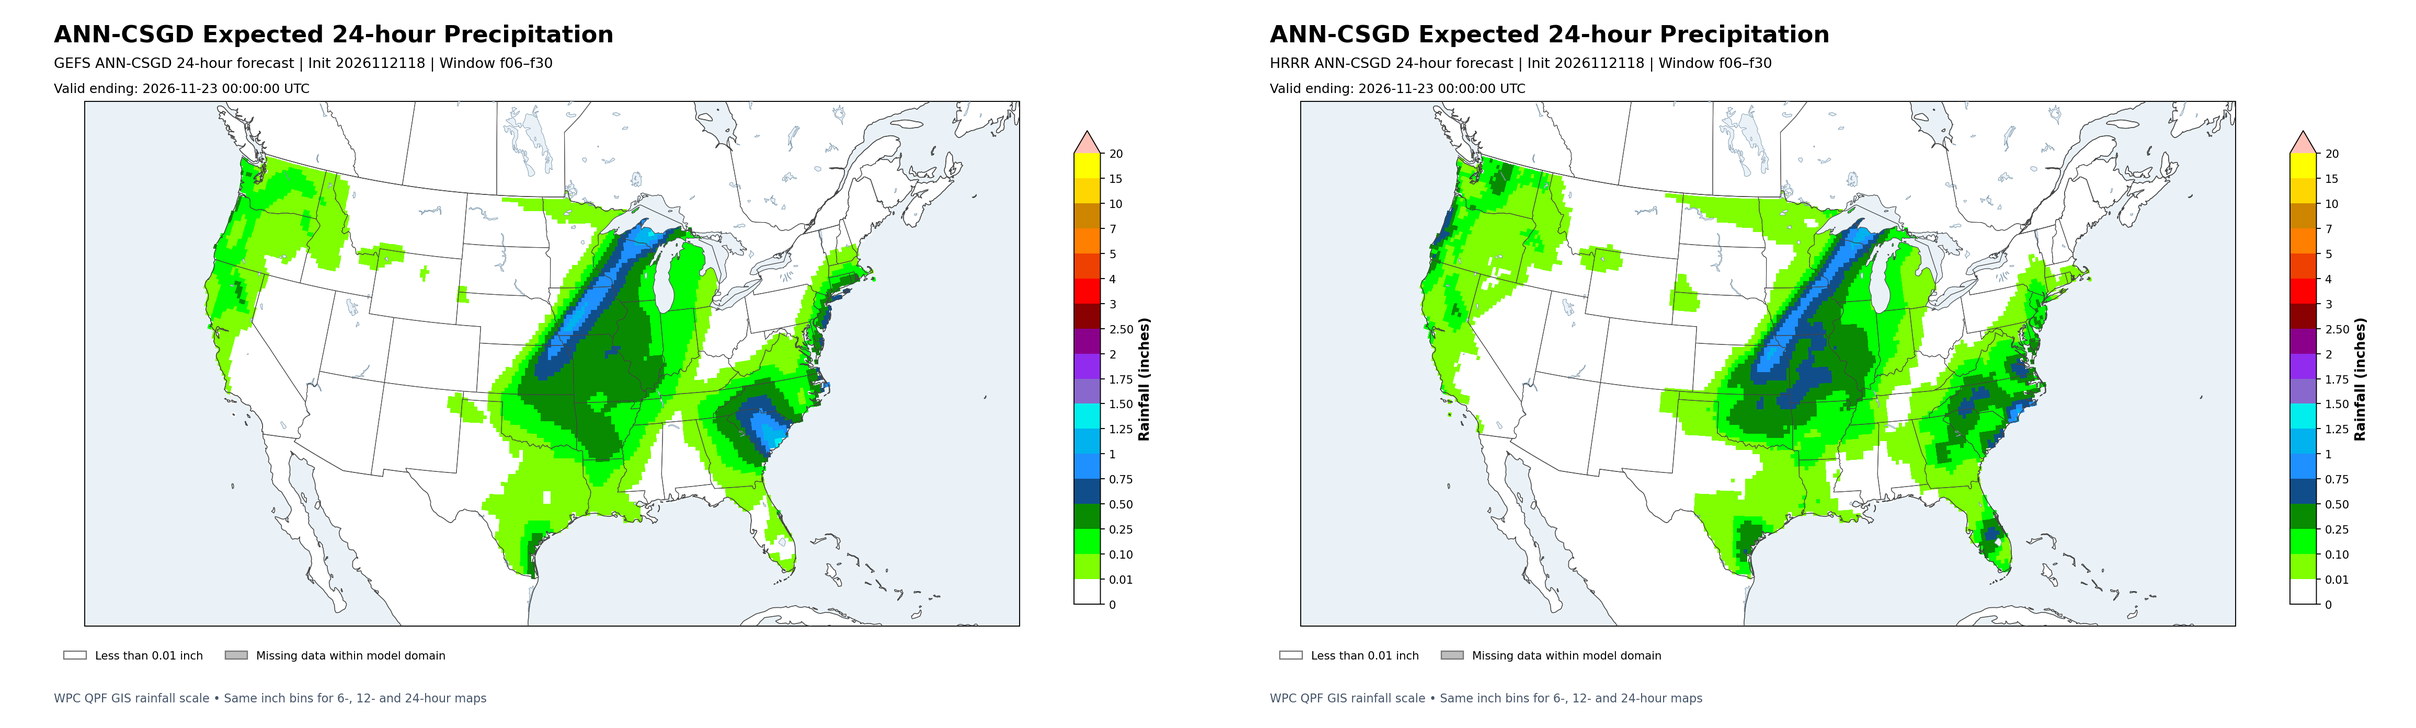 ANN-CSGD Expected 24-hour Precipitation
GEFS ANN-CSGD 24-hour forecast | Init 2026112118 | Window f06–f30
Valid ending: 2026-11-23 00:00:00 UTC
20
15
10
7
5
4
3
2.50
2
1.75
1.50
1.25
1
0.75
0.50
0.25
0.10
0.01
0
Rainfall (inches)
Less than 0.01 inch
Missing data within model domain
WPC QPF GIS rainfall scale • Same inch bins for 6-, 12- and 24-hour maps
ANN-CSGD Expected 24-hour Precipitation
HRRR ANN-CSGD 24-hour forecast | Init 2026112118 | Window f06–f30
Valid ending: 2026-11-23 00:00:00 UTC
20
15
10
7
5
4
3
2.50
2
1.75
1.50
1.25
1
0.75
0.50
0.25
0.10
0.01
0
Rainfall (inches)
Less than 0.01 inch
Missing data within model domain
WPC QPF GIS rainfall scale • Same inch bins for 6-, 12- and 24-hour maps